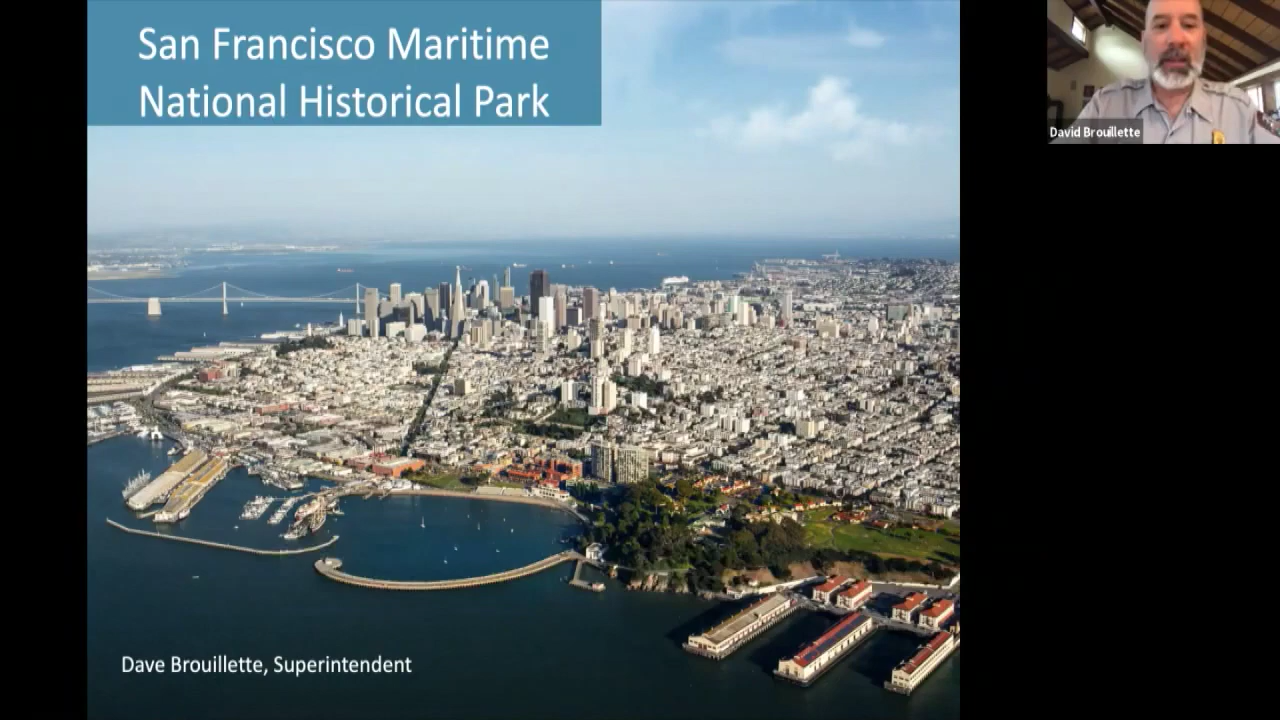 San Francisco Maritime
National Historical Park
David Brouillette
Dave Brouillette, Superintendent